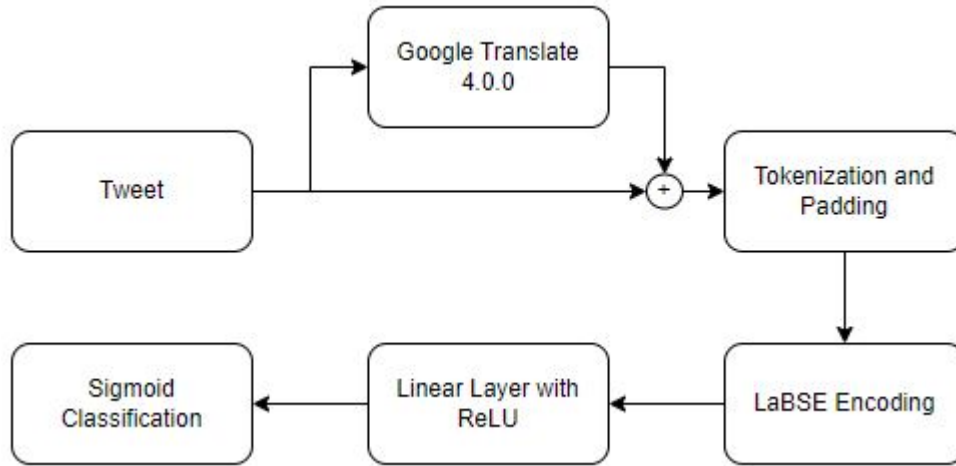 Google Translate
4.0.0
Tweet
+
Tokenization and
Padding
Sigmoid
Classification
Linear Layer with
ReLU
LaBSE Encoding